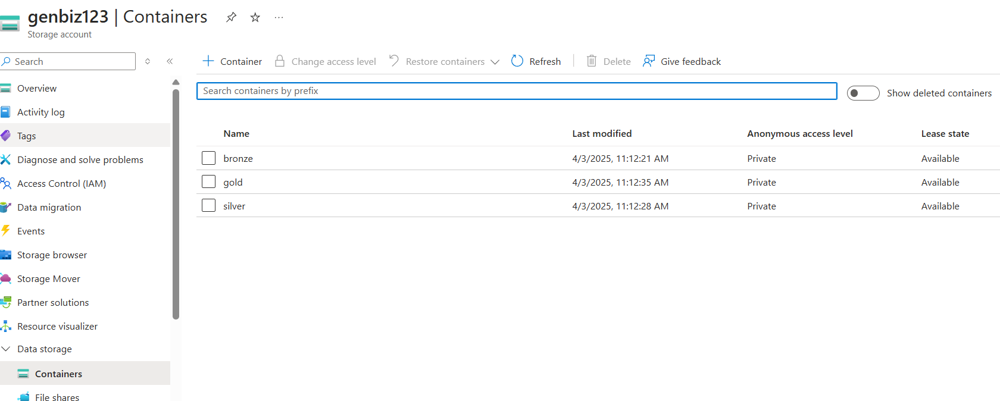 genbiz123 | Containers
Storage account
Search
Container
Change access level
Restore containers
Refresh
Delete
Give feedback
Search containers by prefix
Show deleted containers
Overview
Activity log
Tags
Diagnose and solve problems
Access Control (IAM)
Data migration
Events
Storage browser
Storage Mover
Partner solutions
Resource visualizer
Data storage
Containers
File shares
Name Last modified Anonymous access level Lease state
bronze 4/3/2025, 11:12:21 AM Private Available
gold 4/3/2025, 11:12:35 AM Private Available
silver 4/3/2025, 11:12:28 AM Private Available